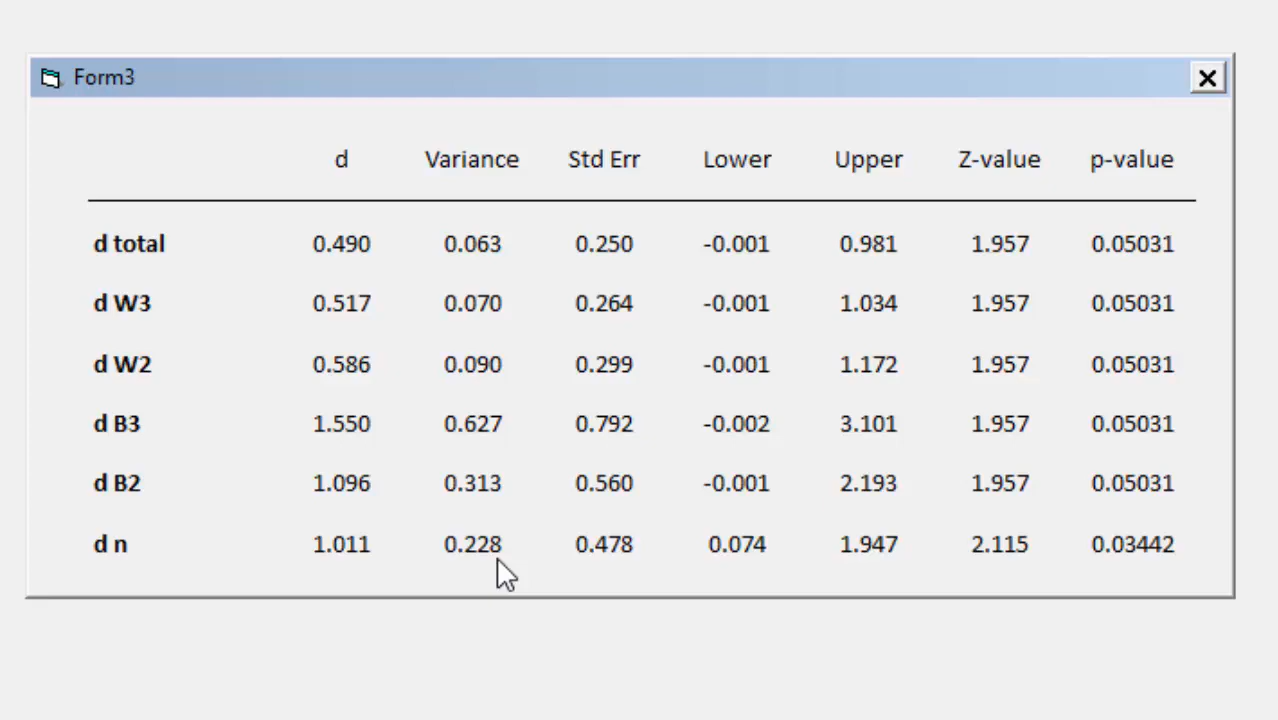 Form3
d Variance Std Err Lower Upper Z-value p-value
d total 0.490 0.063 0.250 -0.001 0.981 1.957 0.05031
d W3 0.517 0.070 0.264 -0.001 1.034 1.957 0.05031
d W2 0.586 0.090 0.299 -0.001 1.172 1.957 0.05031
d B3 1.550 0.627 0.792 -0.002 3.101 1.957 0.05031
d B2 1.096 0.313 0.560 -0.001 2.193 1.957 0.05031
d n 1.011 0.228 0.478 0.074 1.947 2.115 0.03442